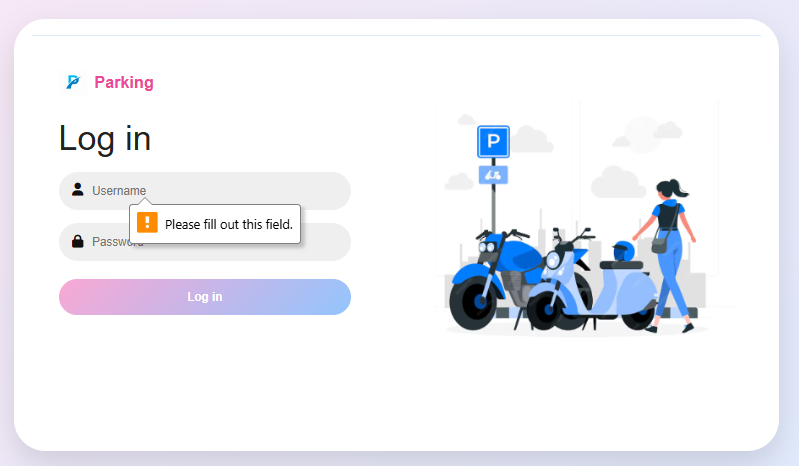 Parking
Log in
Username
Please fill out this field.
Password
Log in
P